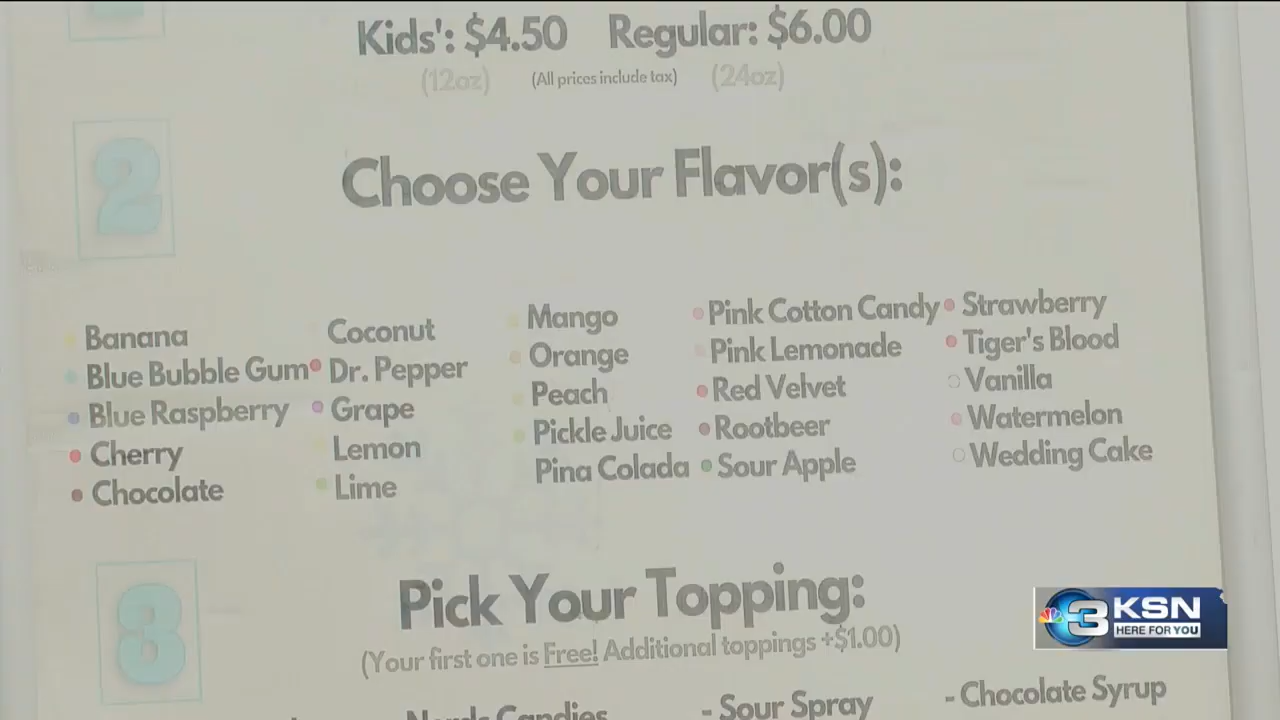 Kids': $4.50 Regular: $6.00
(12oz) (All prices include tax) (24oz)
2
Choose Your Flavor(s):
Banana
Blue Bubble Gum
Blue Raspberry
Cherry
Chocolate
Coconut
Dr. Pepper
Grape
Lemon
Lime
Mango
Orange
Peach
Pickle Juice
Pina Colada
Pink Cotton Candy
Pink Lemonade
Red Velvet
Rootbeer
Sour Apple
Strawberry
Tiger's Blood
Vanilla
Watermelon
Wedding Cake
3
Pick Your Topping:
(Your first one is Free! Additional toppings +$1.00)
Nerds Candies
- Sour Spray
- Chocolate Syrup
3 KSN
HERE FOR YOU